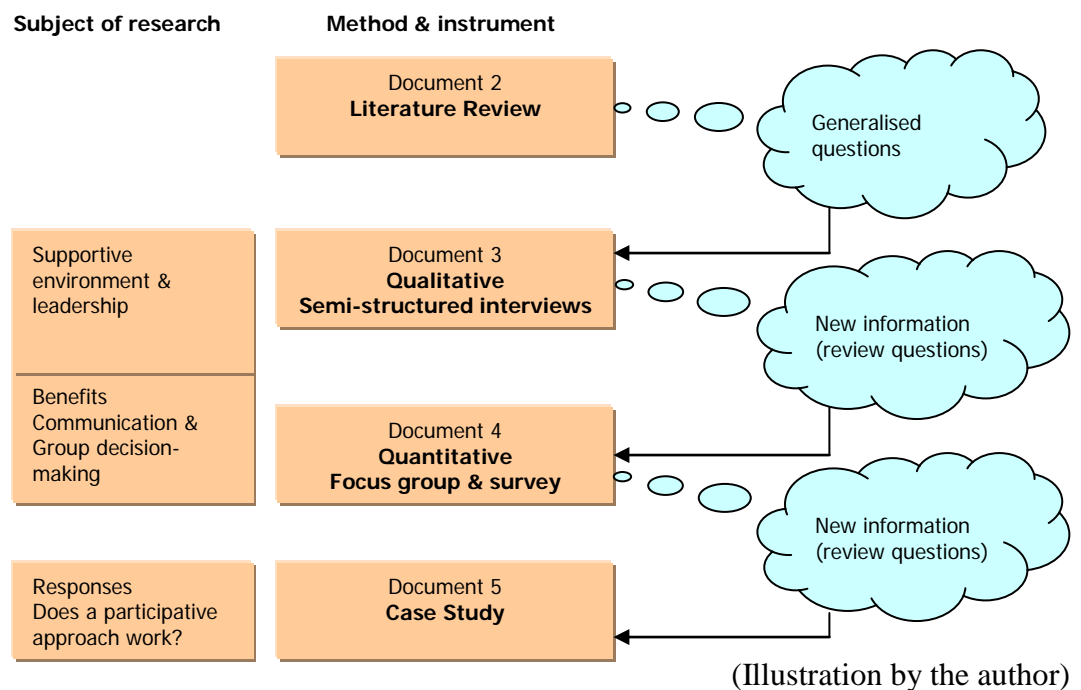 Subject of research
Method & instrument
Document 2
Literature Review
Generalised
questions
Supportive
environment &
leadership
Document 3
Qualitative
Semi-structured interviews
New information
(review questions)
Benefits
Communication &
Group decision-
making
Document 4
Quantitative
Focus group & survey
New information
(review questions)
Responses
Does a participative
approach work?
Document 5
Case Study
(Illustration by the author)